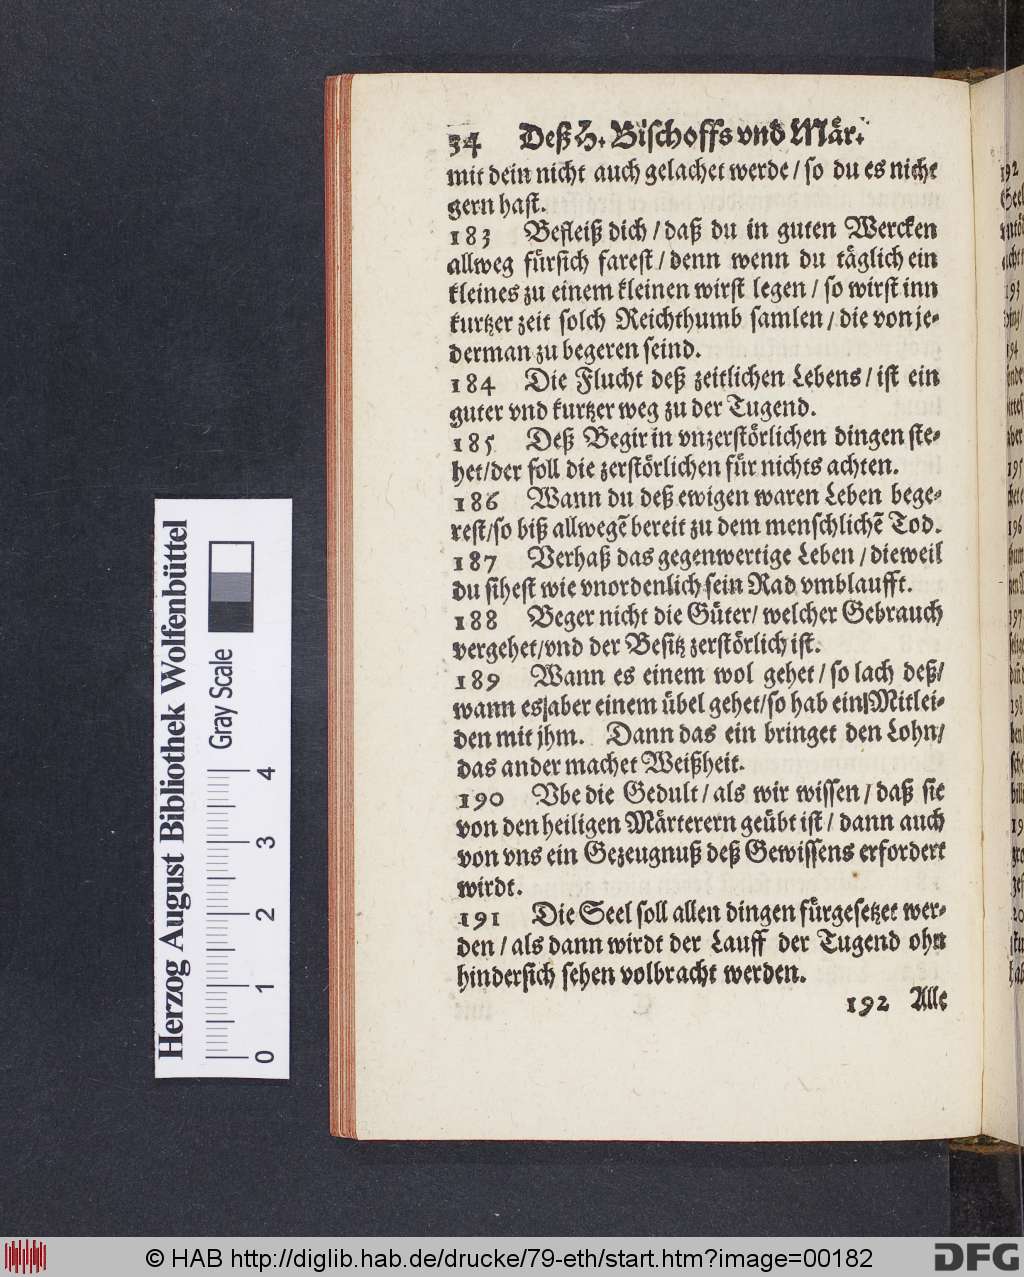 34 Deß H. Bischoffs vnd Mär.
mit dein nicht auch gelachet werde / so du es nicht
gern hast.
183 Befleiß dich / daß du in guten Wercken
allweg fürsich farest / denn wenn du täglich ein
kleines zu einem kleinen wirst legen / so wirst inn
kurtzer zeit solch Reichthumb samlen / die von je-
derman zu begeren seind.
184 Die Flucht deß zeitlichen Lebens / ist ein
guter vnd kurtzer weg zu der Tugend.
185 Deß Begir in vnzerstörlichen dingen ste-
het/der soll die zerstörlichen für nichts achten.
186 Wann du deß ewigen waren Leben bege-
rest/so biß allwegẽ bereit zu dem menschlichẽ Tod.
187 Verhaß das gegenwertige Leben / dieweil
du sihest wie vnordenlich sein Rad vmblaufft.
188 Beger nicht die Güter/ welcher Gebrauch
vergehet/vnd der Besitz zerstörlich ist.
189 Wann es einem wol gehet / so lach deß/
wann es aber einem übel gehet/so hab ein Mitlei-
den mit jhm. Dann das ein bringet den Lohn/
das ander machet Weißheit.
190 Vbe die Gedult / als wir wissen / daß sie
von den heiligen Märterern geübt ist / dann auch
von vns ein Gezeugnuß deß Gewissens erfordert
wirdt.
191 Die Seel soll allen dingen fürgesetzet wer-
den / als dann wirdt der Lauff der Tugend ohn
hindersich sehen volbracht werden.
192 Alle
Herzog August Bibliothek Wolfenbüttel
Gray Scale
0 1 2 3 4
© HAB http://diglib.hab.de/drucke/79-eth/start.htm?image=00182
DFG